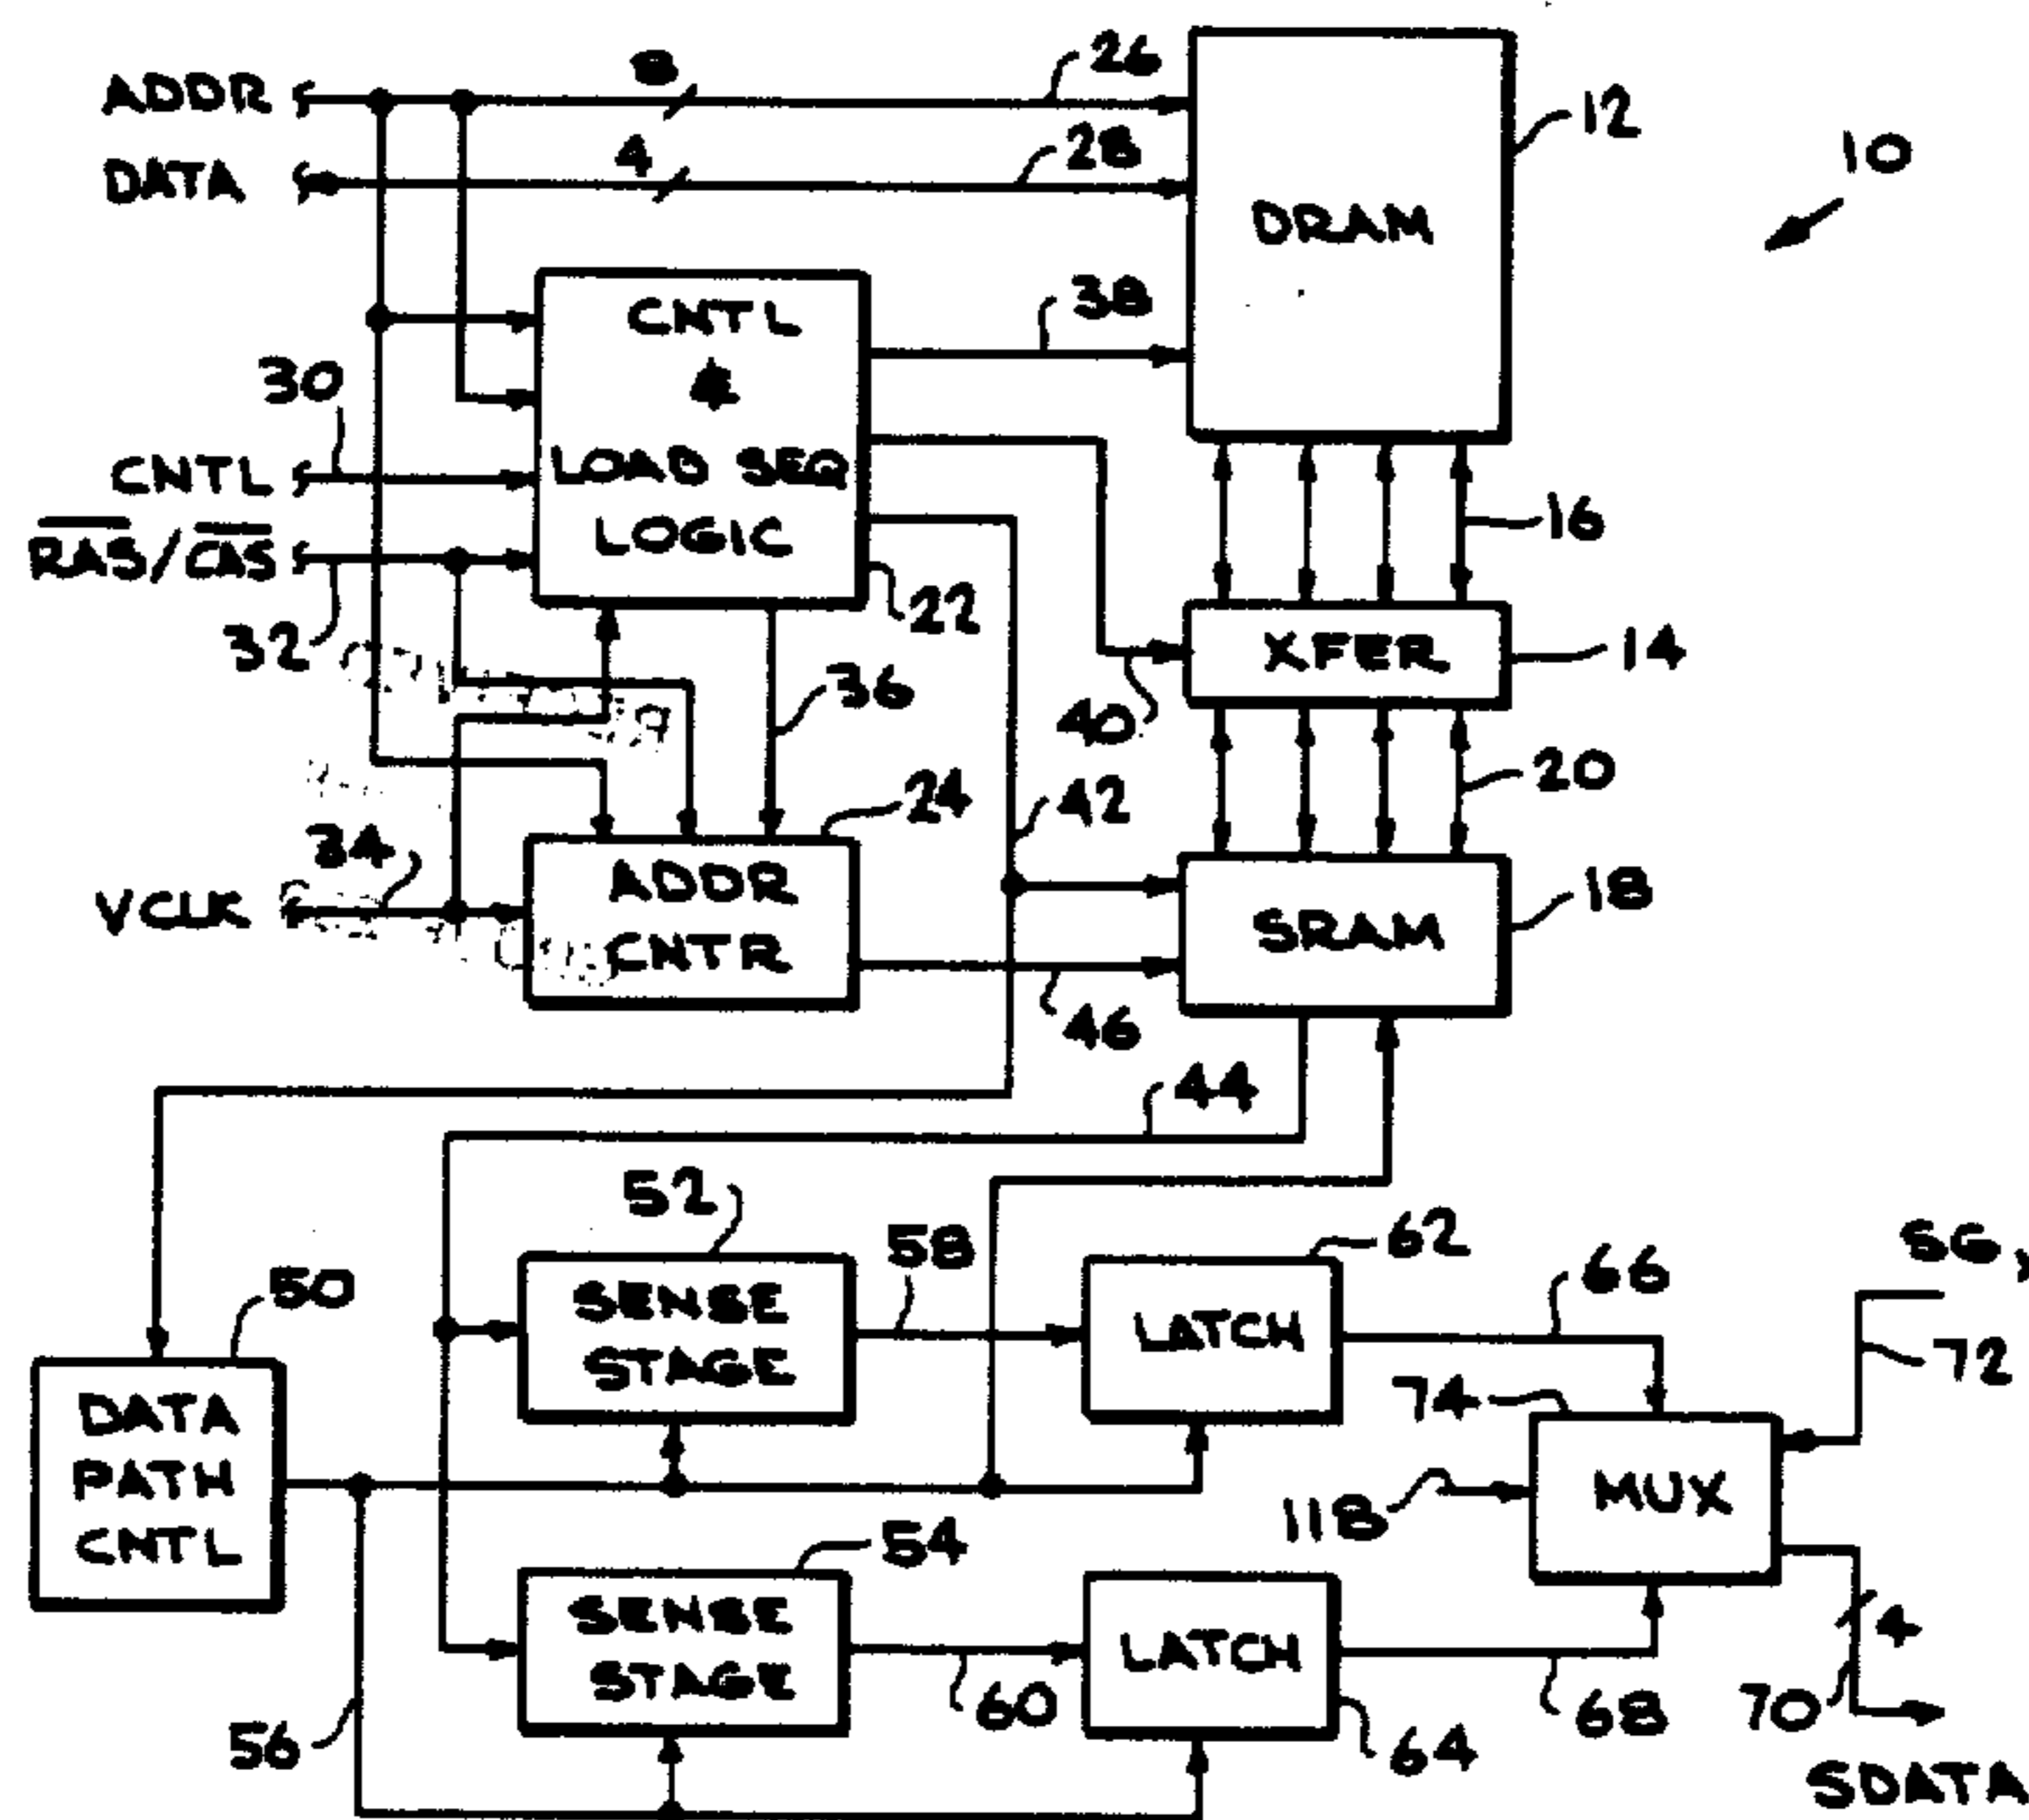 ADDR
8
26
12
10
DATA
4
28
DRAM
CNTL
&
LOAD SEQ
LOGIC
38
30
CNTL
RAS/CAS
16
22
32
XFER
14
36
40
20
24
42
34
VCLK
ADDR
CNTR
SRAM
18
46
44
52
58
62
66
SG,
50
SENSE
STAGE
LATCH
72
DATA
PATH
CNTL
74
MUX
118
54
SENSE
STAGE
LATCH
4
56
60
64
68
70
SDATA